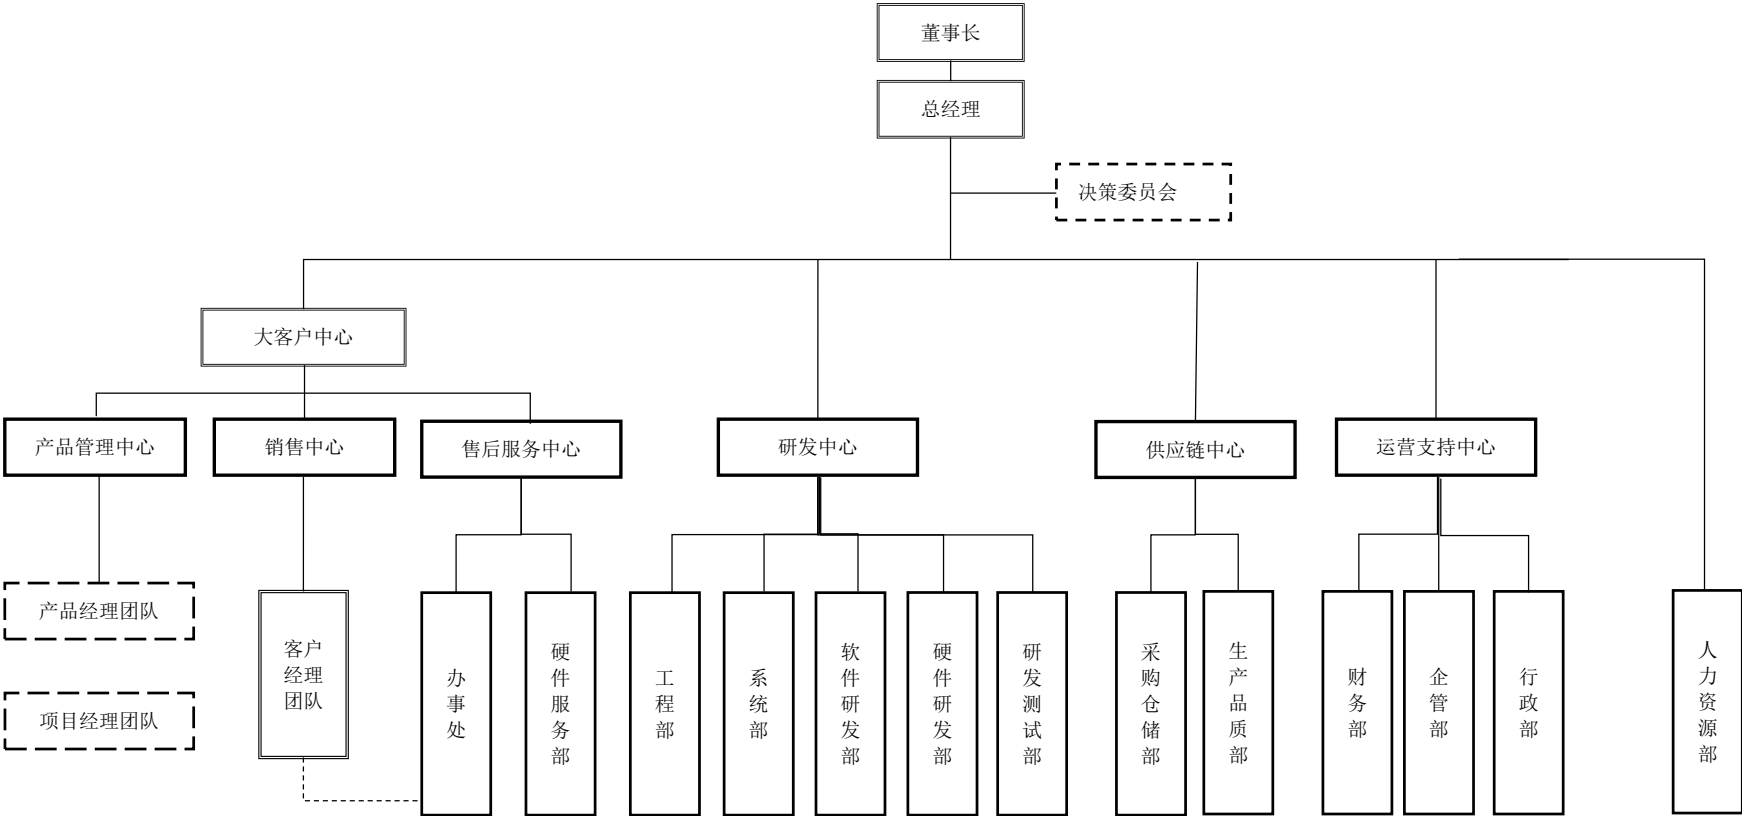 董事长
总经理
决策委员会
大客户中心
产品管理中心
销售中心
售后服务中心
研发中心
供应链中心
运营支持中心
产品经理团队
项目经理团队
客户
经理
团队
办事处
硬件服务部
工程部
系统部
软件研发部
硬件研发部
研发测试部
采购仓储部
生产品质部
财务部
企管部
行政部
人力资源部